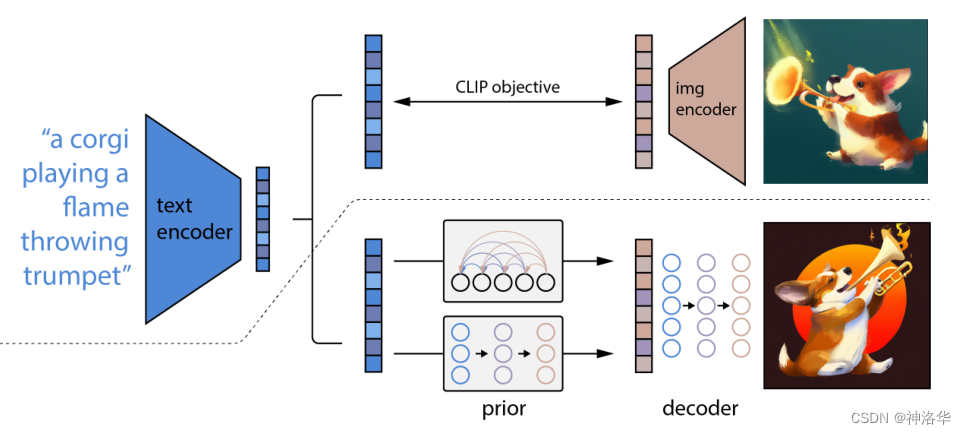 “a corgi
playing a
flame
throwing
trumpet”
text
encoder
CLIP objective
img
encoder
prior
decoder
CSDN @神洛华